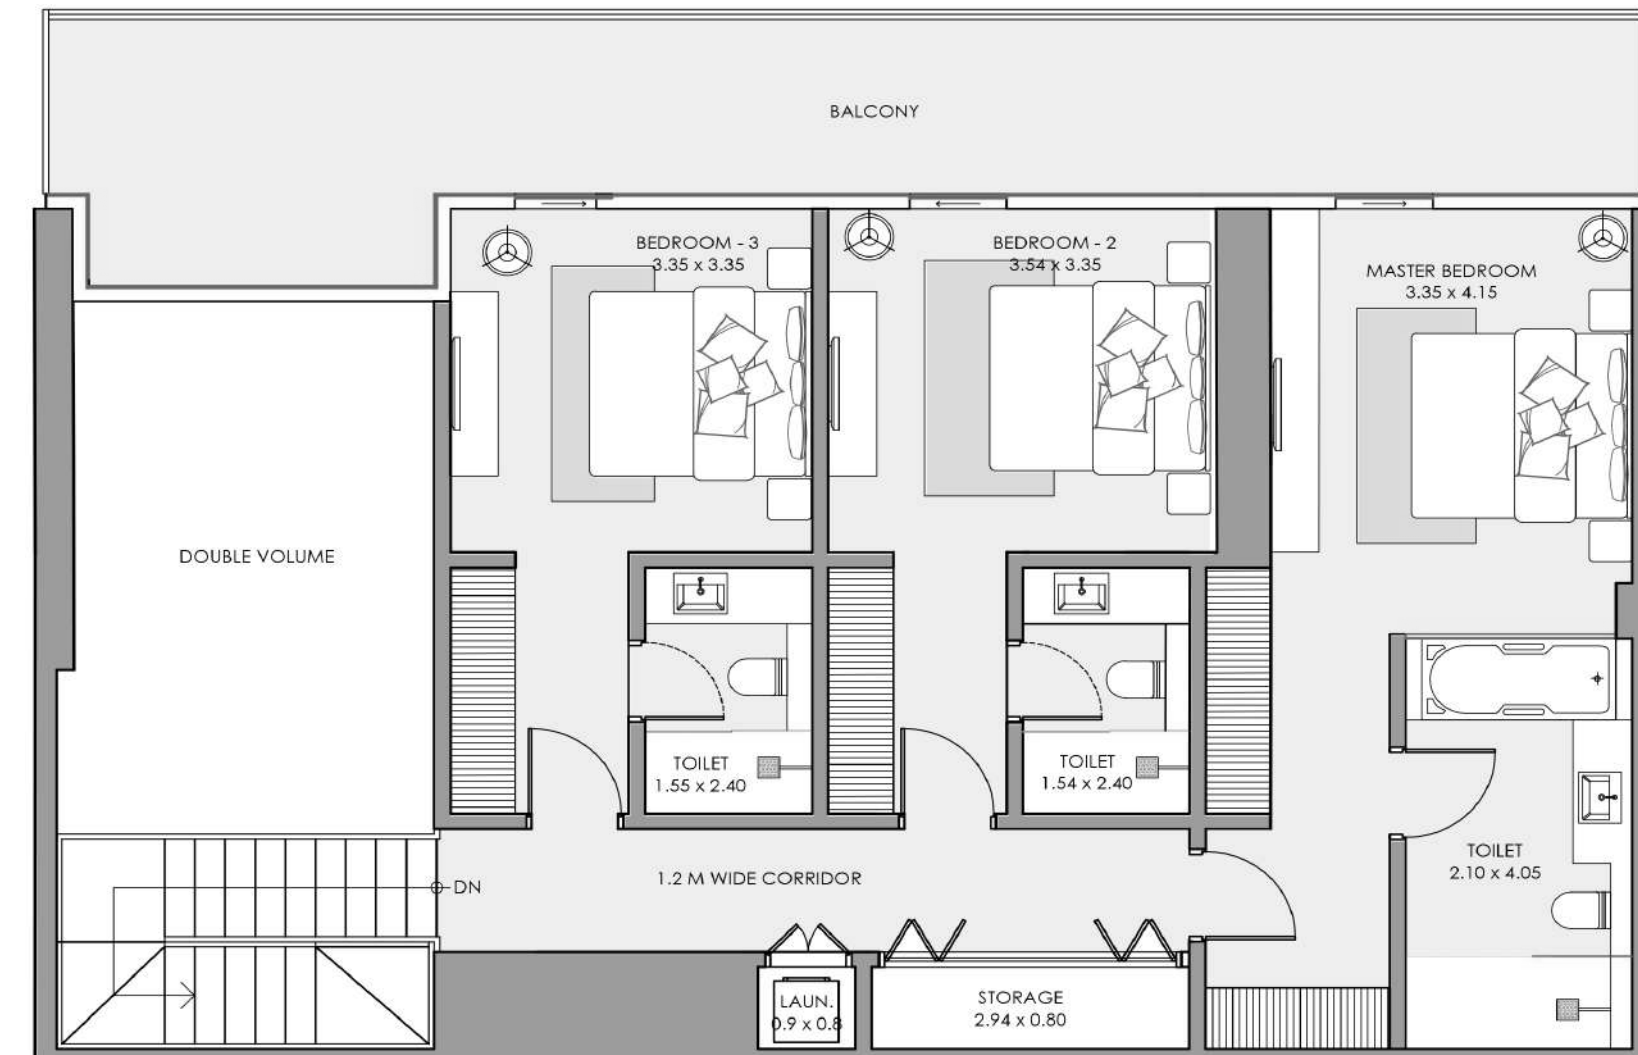 BALCONY
BEDROOM - 3
3.35 x 3.35
BEDROOM - 2
3.54 x 3.35
MASTER BEDROOM
3.35 x 4.15
DOUBLE VOLUME
TOILET
1.55 x 2.40
TOILET
1.54 x 2.40
TOILET
2.10 x 4.05
1.2 M WIDE CORRIDOR
DN
LAUN.
0.9 x 0.8
STORAGE
2.94 x 0.80